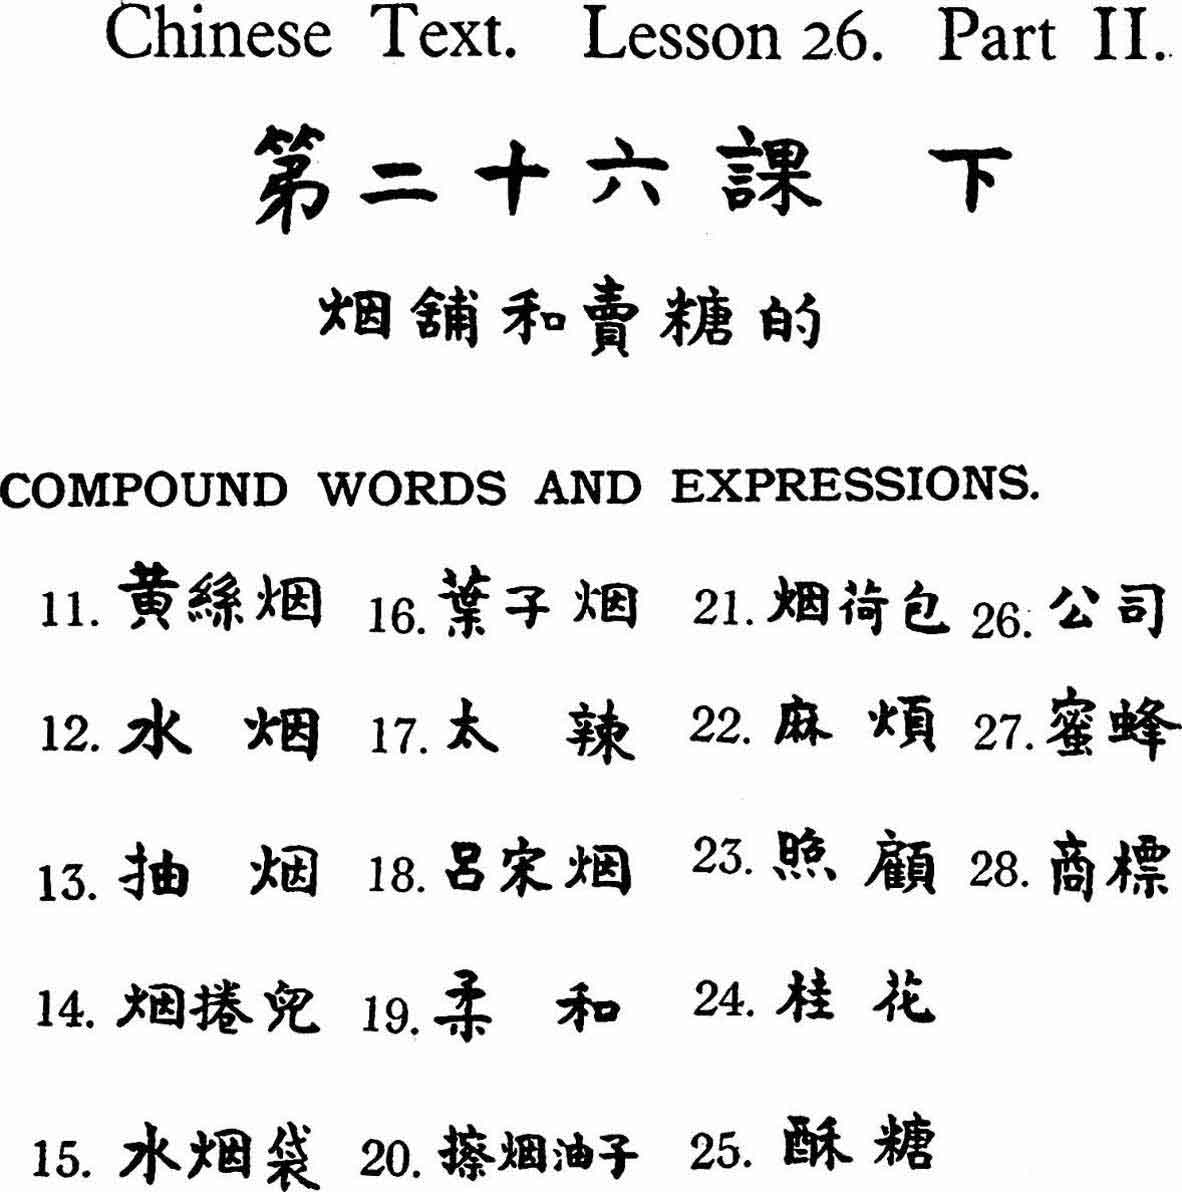 Chinese Text. Lesson 26. Part II.
第二十六課 下
烟舖和賣糖的
COMPOUND WORDS AND EXPRESSIONS.
11. 黃絲烟 16. 葉子烟 21. 烟荷包 26. 公司
12. 水烟 17. 太辣 22. 麻煩 27. 蜜蜂
13. 抽烟 18. 呂宋烟 23. 照顧 28. 商標
14. 烟捲兒 19. 柔和 24. 桂花
15. 水烟袋 20. 擦烟油子 25. 酥糖